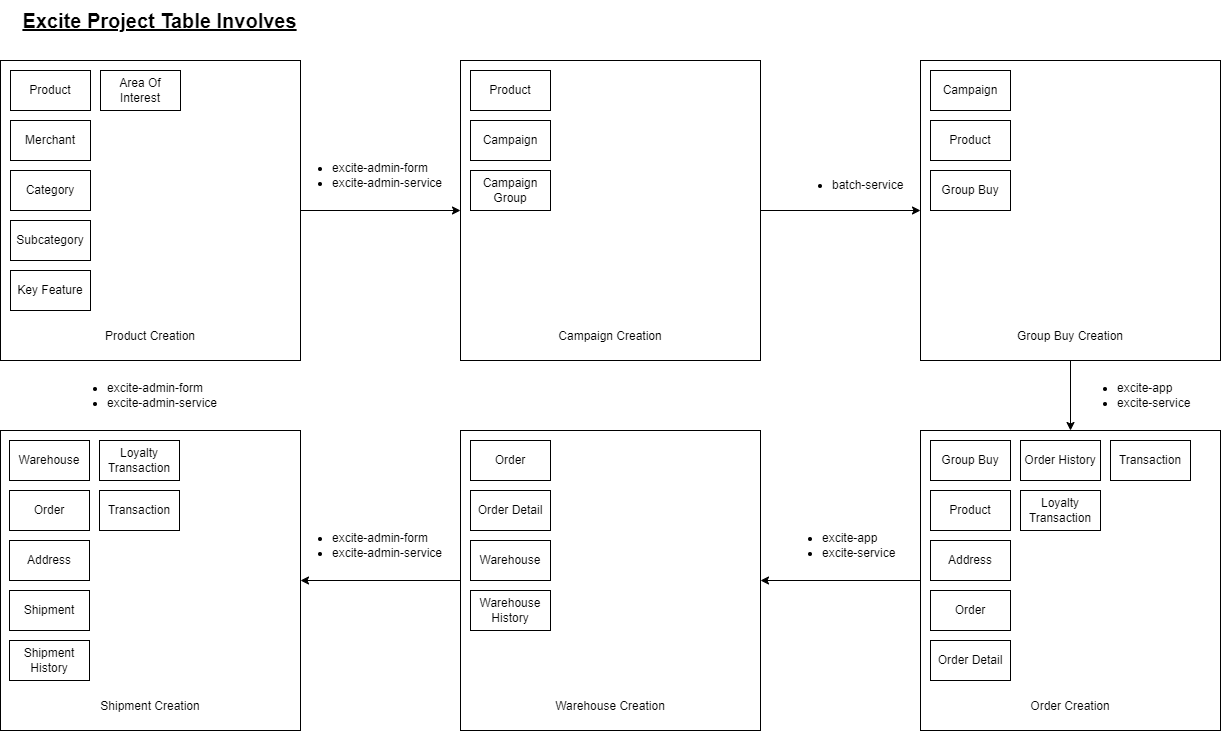 Excite Project Table Involves
Product
Area Of
Interest
Merchant
Category
Subcategory
Key Feature
Product Creation
excite-admin-form
excite-admin-service
Product
Campaign
Campaign
Group
Campaign Creation
batch-service
Campaign
Product
Group Buy
Group Buy Creation
excite-admin-form
excite-admin-service
excite-app
excite-service
Warehouse
Loyalty
Transaction
Order
Transaction
Address
Shipment
Shipment
History
Shipment Creation
excite-admin-form
excite-admin-service
Order
Order Detail
Warehouse
Warehouse
History
Warehouse Creation
excite-app
excite-service
Group Buy
Order History
Transaction
Product
Loyalty
Transaction
Address
Order
Order Detail
Order Creation